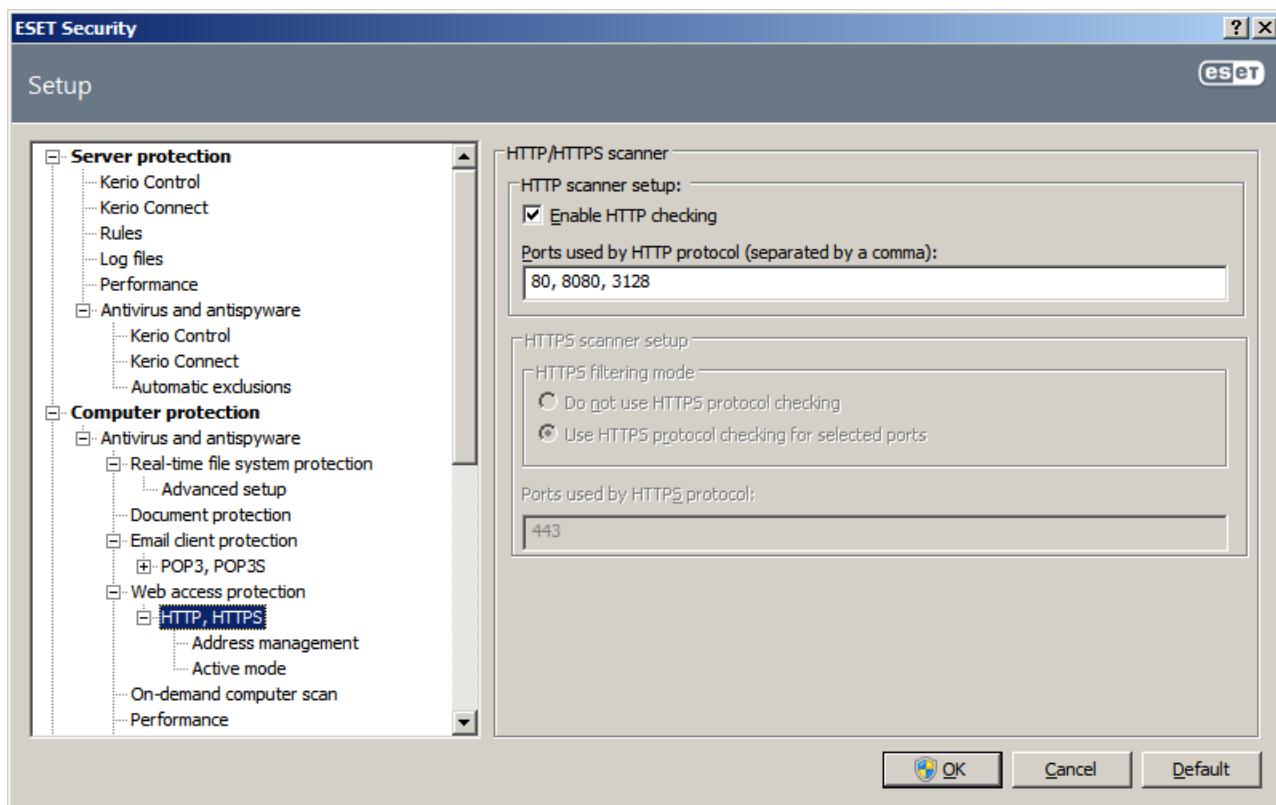 ESET Security
Setup
eseT
Server protection
Kerio Control
Kerio Connect
Rules
Log files
Performance
Antivirus and antispyware
Kerio Control
Kerio Connect
Automatic exclusions
Computer protection
Antivirus and antispyware
Real-time file system protection
Advanced setup
Document protection
Email client protection
POP3, POP3S
Web access protection
HTTP, HTTPS
Address management
Active mode
On-demand computer scan
Performance
HTTP/HTTPS scanner
HTTP scanner setup:
Enable HTTP checking
Ports used by HTTP protocol (separated by a comma):
80, 8080, 3128
HTTPS scanner setup
HTTPS filtering mode
Do not use HTTPS protocol checking
Use HTTPS protocol checking for selected ports
Ports used by HTTPS protocol:
443
OK
Cancel
Default